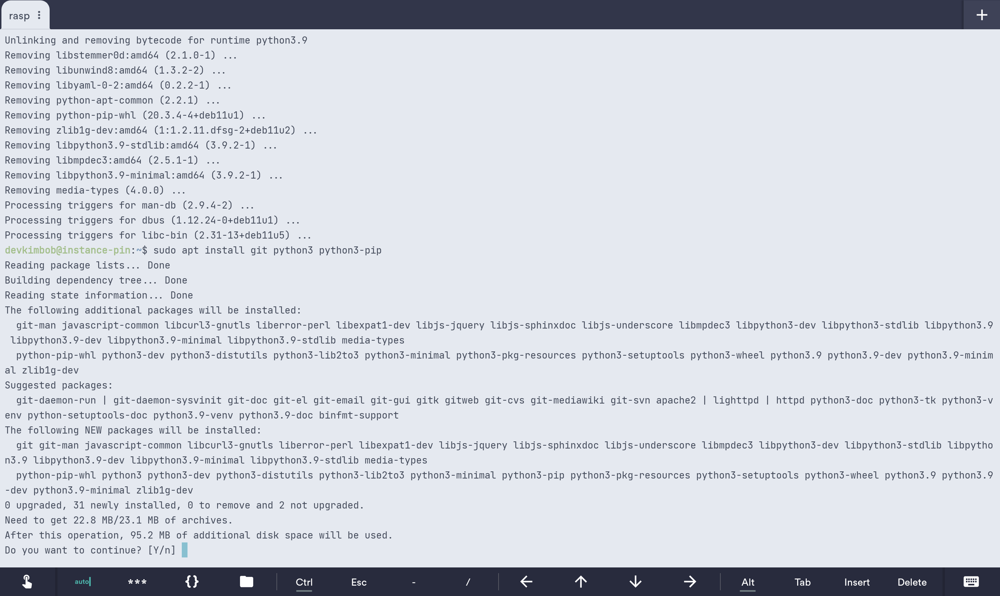 rasp
Unlinking and removing bytecode for runtime python3.9
Removing libstemmer0d:amd64 (2.1.0-1) ...
Removing libunwind8:amd64 (1.3.2-2) ...
Removing libyaml-0-2:amd64 (0.2.2-1) ...
Removing python-apt-common (2.2.1) ...
Removing python-pip-whl (20.3.4-4+deb11u1) ...
Removing zlib1g-dev:amd64 (1:1.2.11.dfsg-2+deb11u2) ...
Removing libpython3.9-stdlib:amd64 (3.9.2-1) ...
Removing libmpdec3:amd64 (2.5.1-1) ...
Removing libpython3.9-minimal:amd64 (3.9.2-1) ...
Removing media-types (4.0.0) ...
Processing triggers for man-db (2.9.4-2) ...
Processing triggers for dbus (1.12.24-0+deb11u1) ...
Processing triggers for libc-bin (2.31-13+deb11u5) ...
devkimbob@instance-pin:~$ sudo apt install git python3 python3-pip
Reading package lists... Done
Building dependency tree... Done
Reading state information... Done
The following additional packages will be installed:
  git-man javascript-common libcurl3-gnutls liberror-perl libexpat1-dev libjs-jquery libjs-sphinxdoc libjs-underscore libmpdec3 libpython3-dev libpython3-stdlib libpython3.9
 libpython3.9-dev libpython3.9-minimal libpython3.9-stdlib media-types
  python-pip-whl python3-dev python3-distutils python3-lib2to3 python3-minimal python3-pkg-resources python3-setuptools python3-wheel python3.9 python3.9-dev python3.9-minim
al zlib1g-dev
Suggested packages:
  git-daemon-run | git-daemon-sysvinit git-doc git-el git-email git-gui gitk gitweb git-cvs git-mediawiki git-svn apache2 | lighttpd | httpd python3-doc python3-tk python3-v
env python-setuptools-doc python3.9-venv python3.9-doc binfmt-support
The following NEW packages will be installed:
  git git-man javascript-common libcurl3-gnutls liberror-perl libexpat1-dev libjs-jquery libjs-sphinxdoc libjs-underscore libmpdec3 libpython3-dev libpython3-stdlib libpytho
n3.9 libpython3.9-dev libpython3.9-minimal libpython3.9-stdlib media-types
  python-pip-whl python3 python3-dev python3-distutils python3-lib2to3 python3-minimal python3-pip python3-pkg-resources python3-setuptools python3-wheel python3.9 python3.9
-dev python3.9-minimal zlib1g-dev
0 upgraded, 31 newly installed, 0 to remove and 2 not upgraded.
Need to get 22.8 MB/23.1 MB of archives.
After this operation, 95.2 MB of additional disk space will be used.
Do you want to continue? [Y/n]
auto *** {} Ctrl Esc - / ← ↑ ↓ → Alt Tab Insert Delete